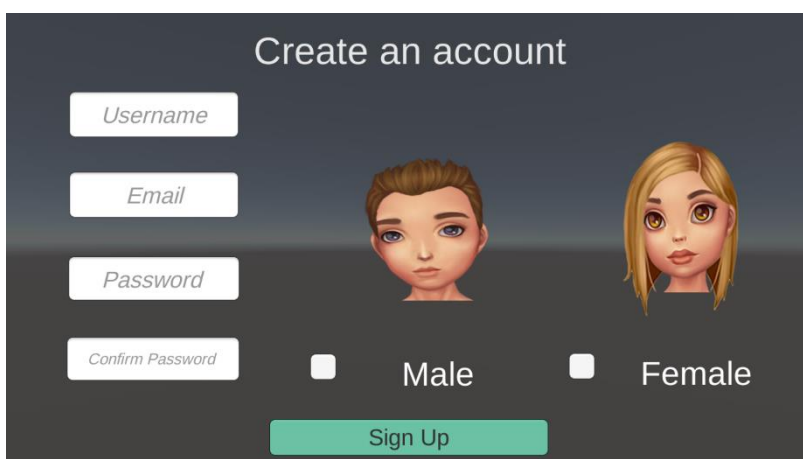 Create an account
Username
Email
Password
Confirm Password
Male
Female
Sign Up